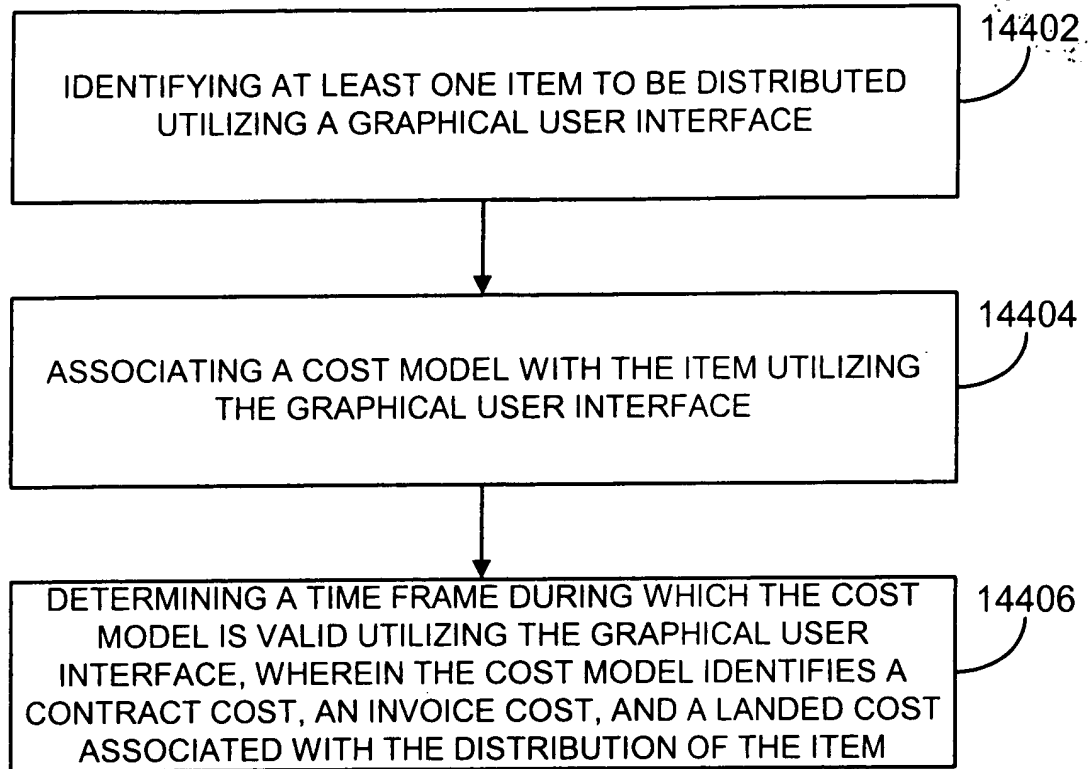 14402
IDENTIFYING AT LEAST ONE ITEM TO BE DISTRIBUTED
UTILIZING A GRAPHICAL USER INTERFACE
14404
ASSOCIATING A COST MODEL WITH THE ITEM UTILIZING
THE GRAPHICAL USER INTERFACE
14406
DETERMINING A TIME FRAME DURING WHICH THE COST
MODEL IS VALID UTILIZING THE GRAPHICAL USER
INTERFACE, WHEREIN THE COST MODEL IDENTIFIES A
CONTRACT COST, AN INVOICE COST, AND A LANDED COST
ASSOCIATED WITH THE DISTRIBUTION OF THE ITEM